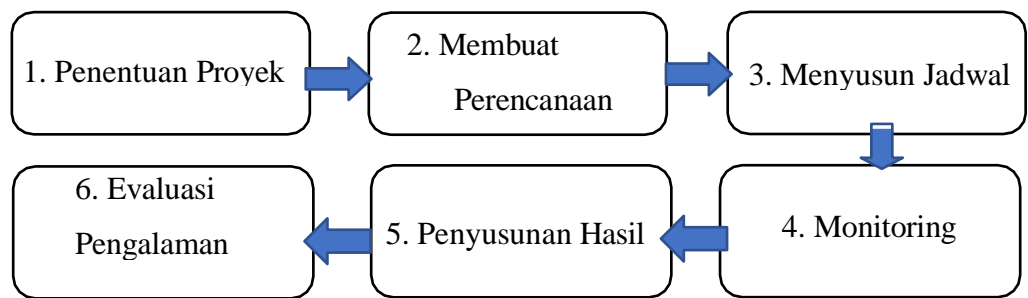 1. Penentuan Proyek
2. Membuat
Perencanaan
3. Menyusun Jadwal
4. Monitoring
5. Penyusunan Hasil
6. Evaluasi
Pengalaman